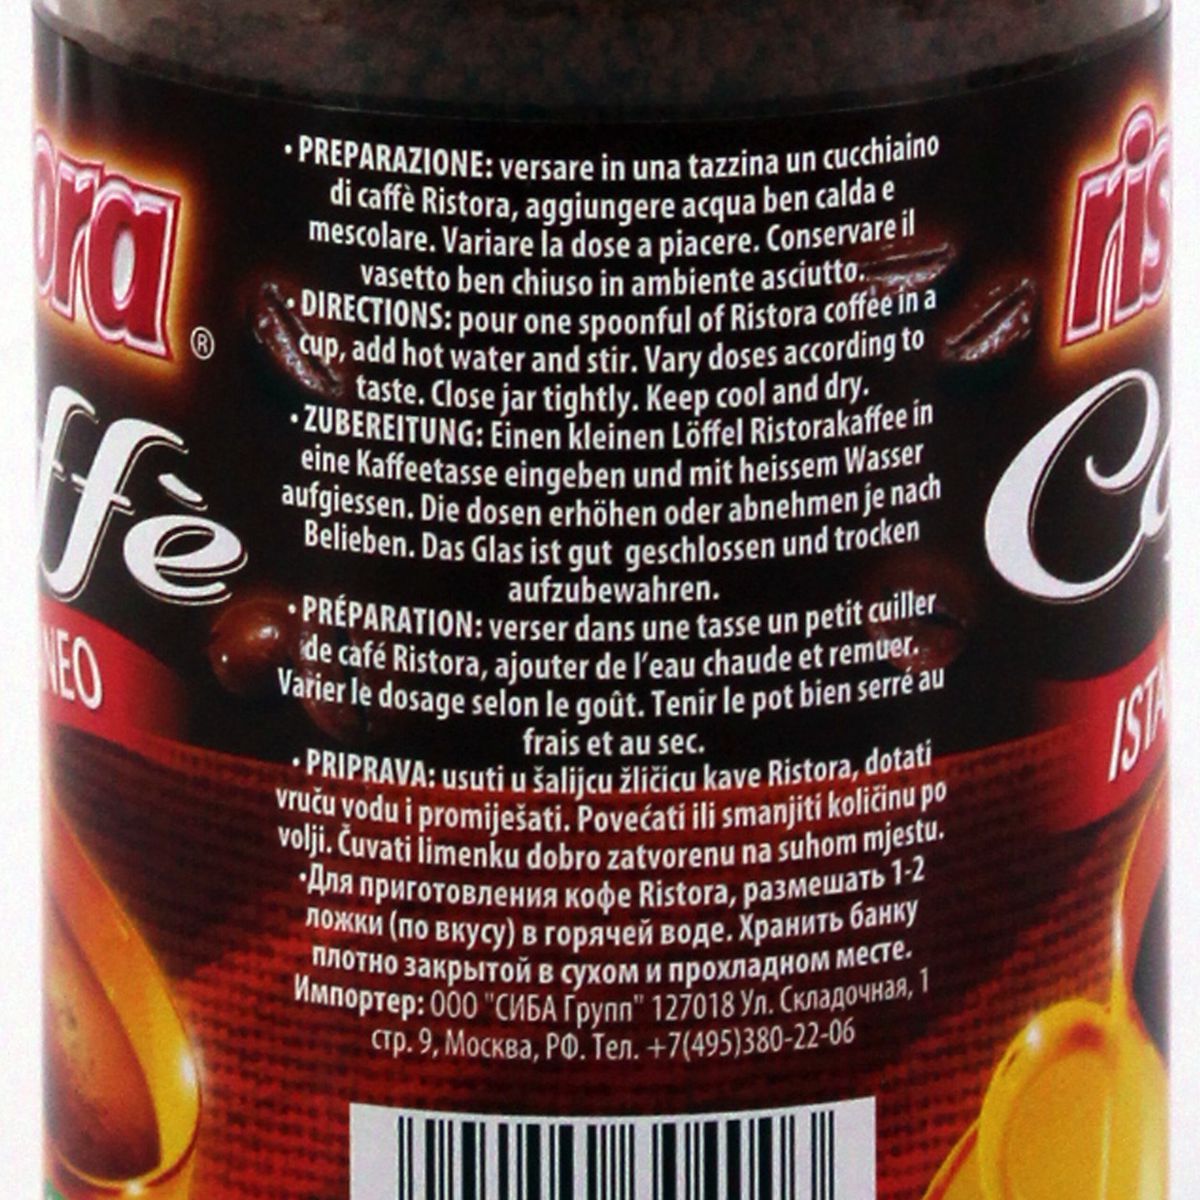 • PREPARAZIONE: versare in una tazzina un cucchiaino
di caffè Ristora, aggiungere acqua ben calda e
mescolare. Variare la dose a piacere. Conservare il
vasetto ben chiuso in ambiente asciutto.
• DIRECTIONS: pour one spoonful of Ristora coffee in a
cup, add hot water and stir. Vary doses according to
taste. Close jar tightly. Keep cool and dry.
• ZUBEREITUNG: Einen kleinen Löffel Ristorakaffee in
eine Kaffeetasse eingeben und mit heissem Wasser
aufgiessen. Die dosen erhöhen oder abnehmen je nach
Belieben. Das Glas ist gut geschlossen und trocken
aufzubewahren.
• PRÉPARATION: verser dans une tasse un petit cuiller
de café Ristora, ajouter de l'eau chaude et remuer.
Varier le dosage selon le goût. Tenir le pot bien serré au
frais et au sec.
• PRIPRAVA: usuti u šalijcu žličicu kave Ristora, dotati
vruču vodu i promiješati. Povećati ili smanjiti količinu po
volji. Čuvati limenku dobro zatvorenu na suhom mjestu.
•Для приготовления кофе Ristora, размешать 1-2
ложки (по вкусу) в горячей воде. Хранить банку
плотно закрытой в сухом и прохладном месте.
Импортер: ООО "СИБА Групп" 127018 Ул. Складочная, 1
стр. 9, Москва, РФ. Тел. +7(495)380-22-06
ora ®
ffè
NEO
ris
Ca
ISTA